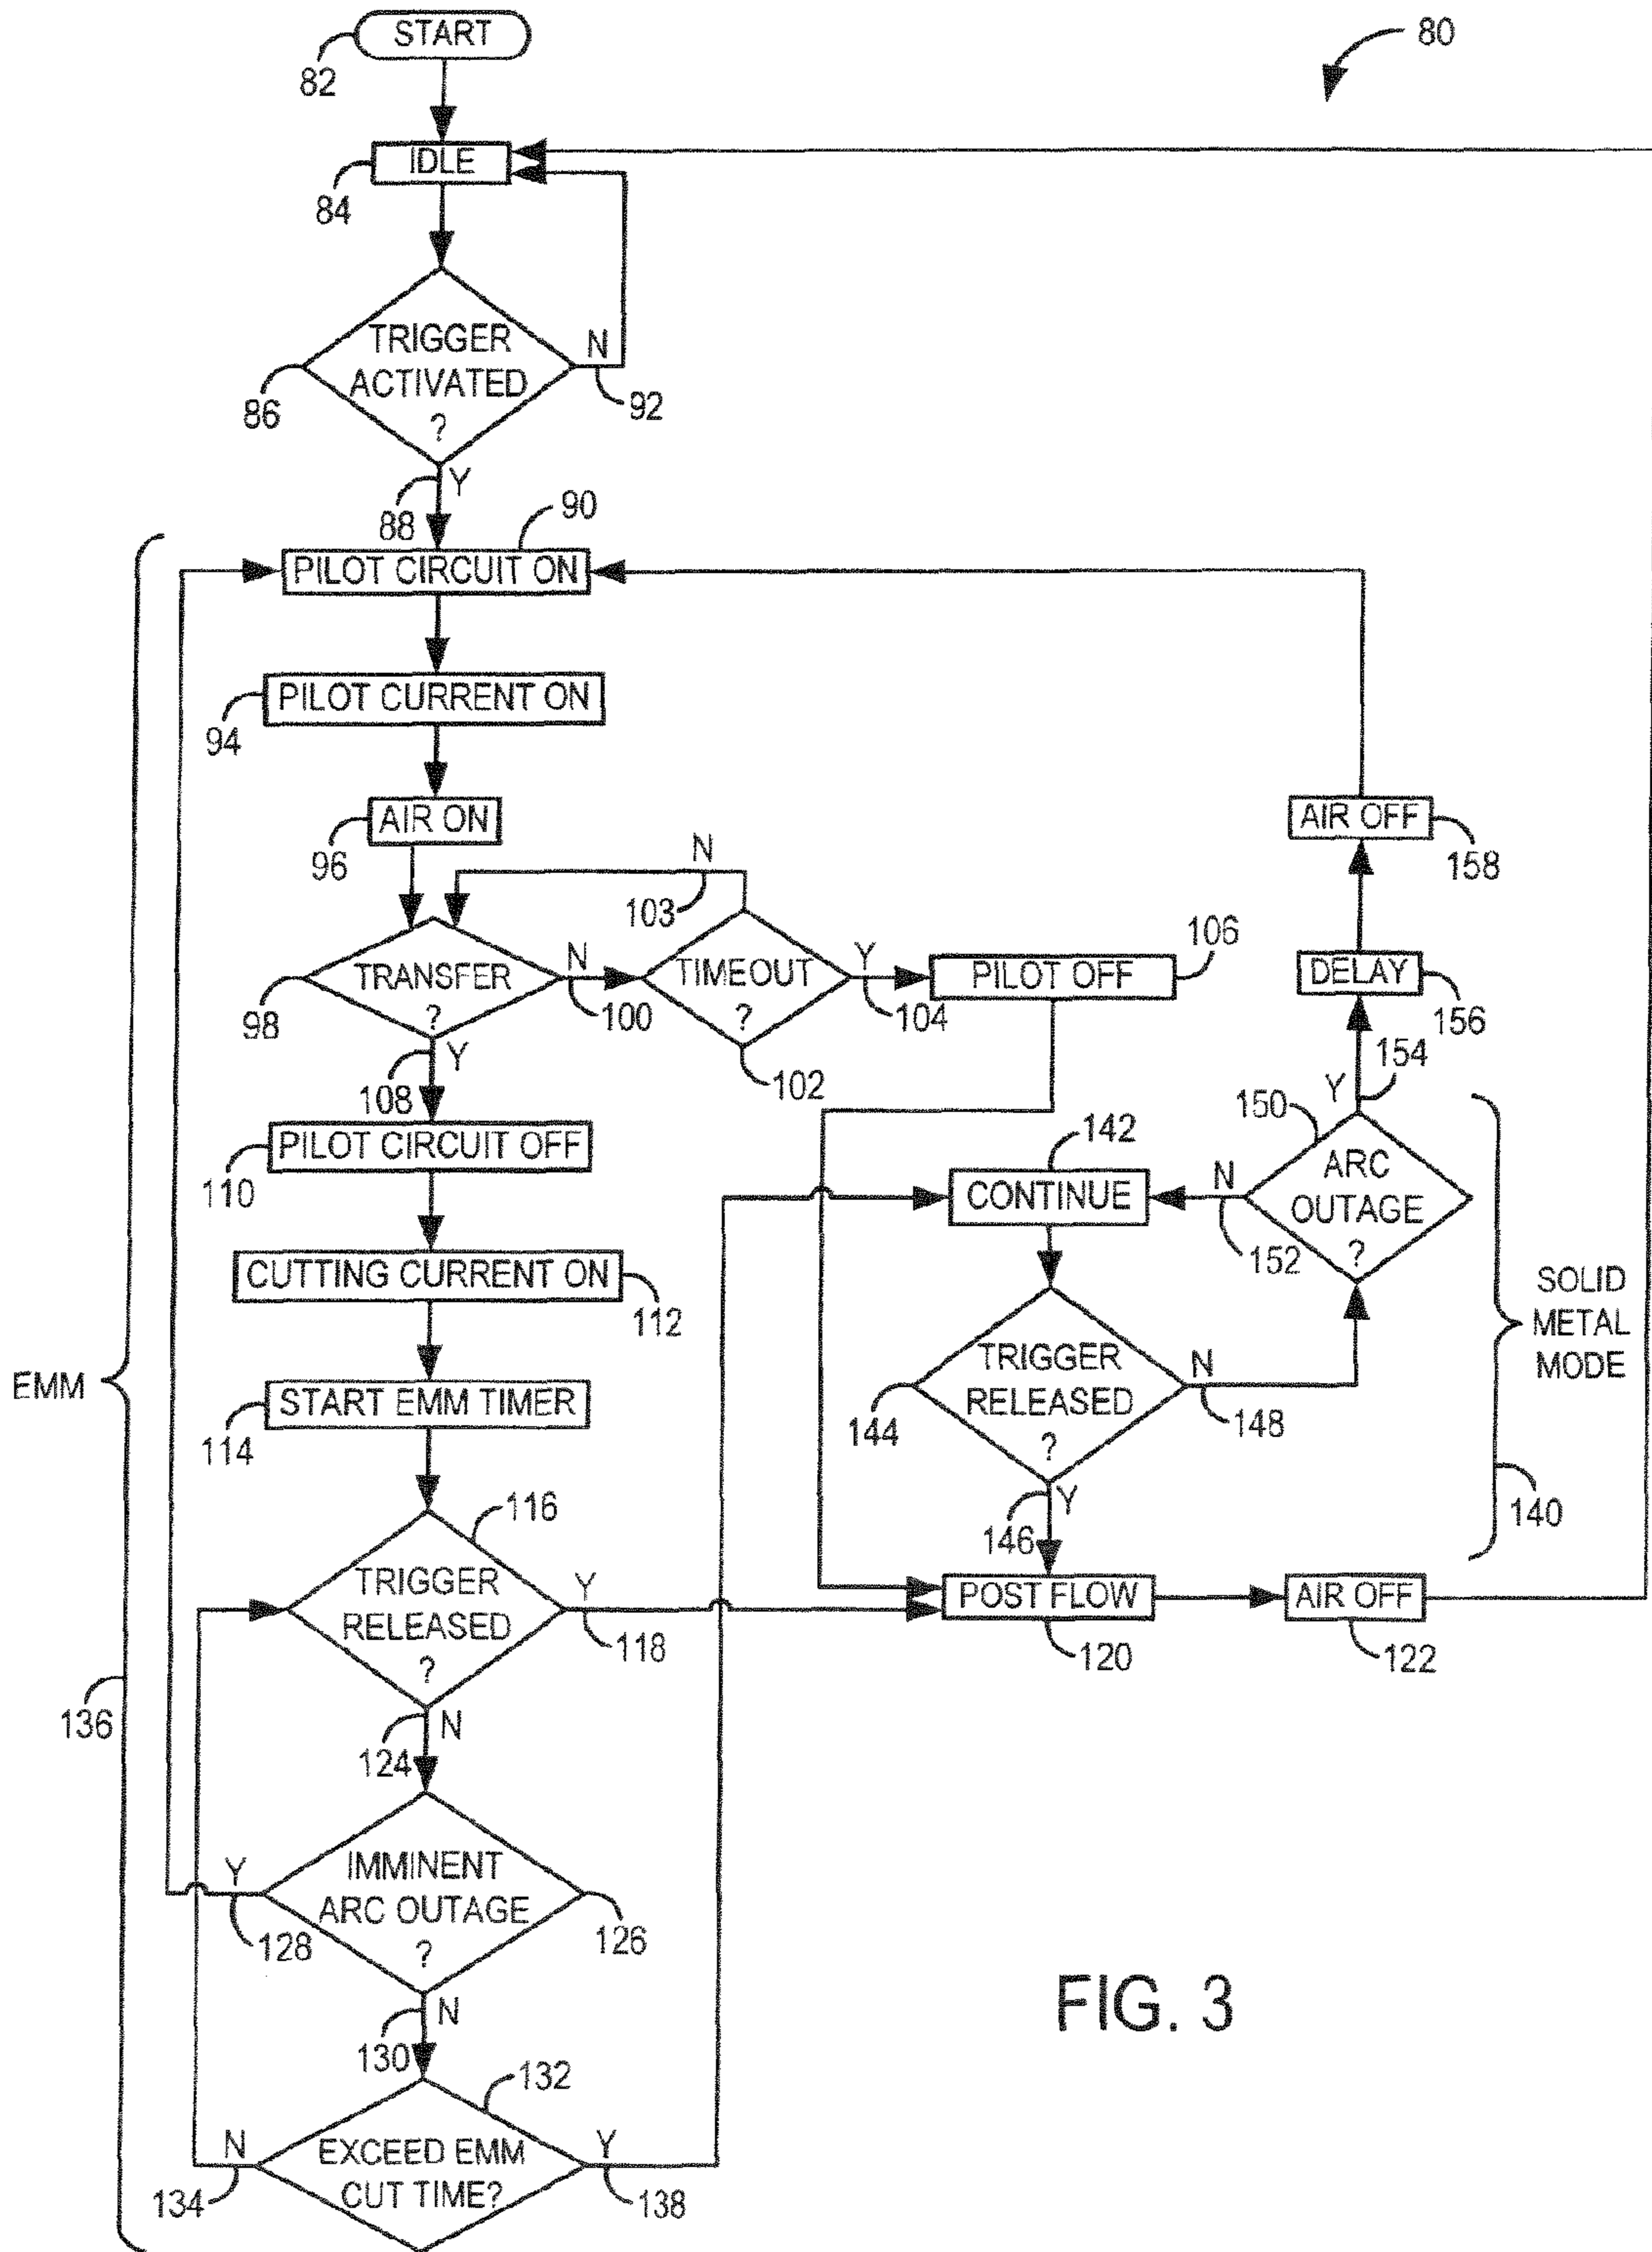 START
82
80
IDLE
84
TRIGGER
ACTIVATED
?
86
N
92
Y
88
90
PILOT CIRCUIT ON
PILOT CURRENT ON
94
AIR ON
96
AIR OFF
158
N
103
TRANSFER
?
98
N
100
TIMEOUT
?
102
Y
104
PILOT OFF
106
DELAY
156
154
Y
Y
108
150
ARC
OUTAGE
?
N
152
142
CONTINUE
PILOT CIRCUIT OFF
110
CUTTING CURRENT ON
112
SOLID
METAL
MODE
140
EMM
START EMM TIMER
114
TRIGGER
RELEASED
?
144
N
148
Y
146
116
TRIGGER
RELEASED
?
Y
118
POST FLOW
120
AIR OFF
122
136
N
124
IMMINENT
ARC OUTAGE
?
126
Y
128
N
130
132
EXCEED EMM
CUT TIME?
N
134
Y
138
FIG. 3